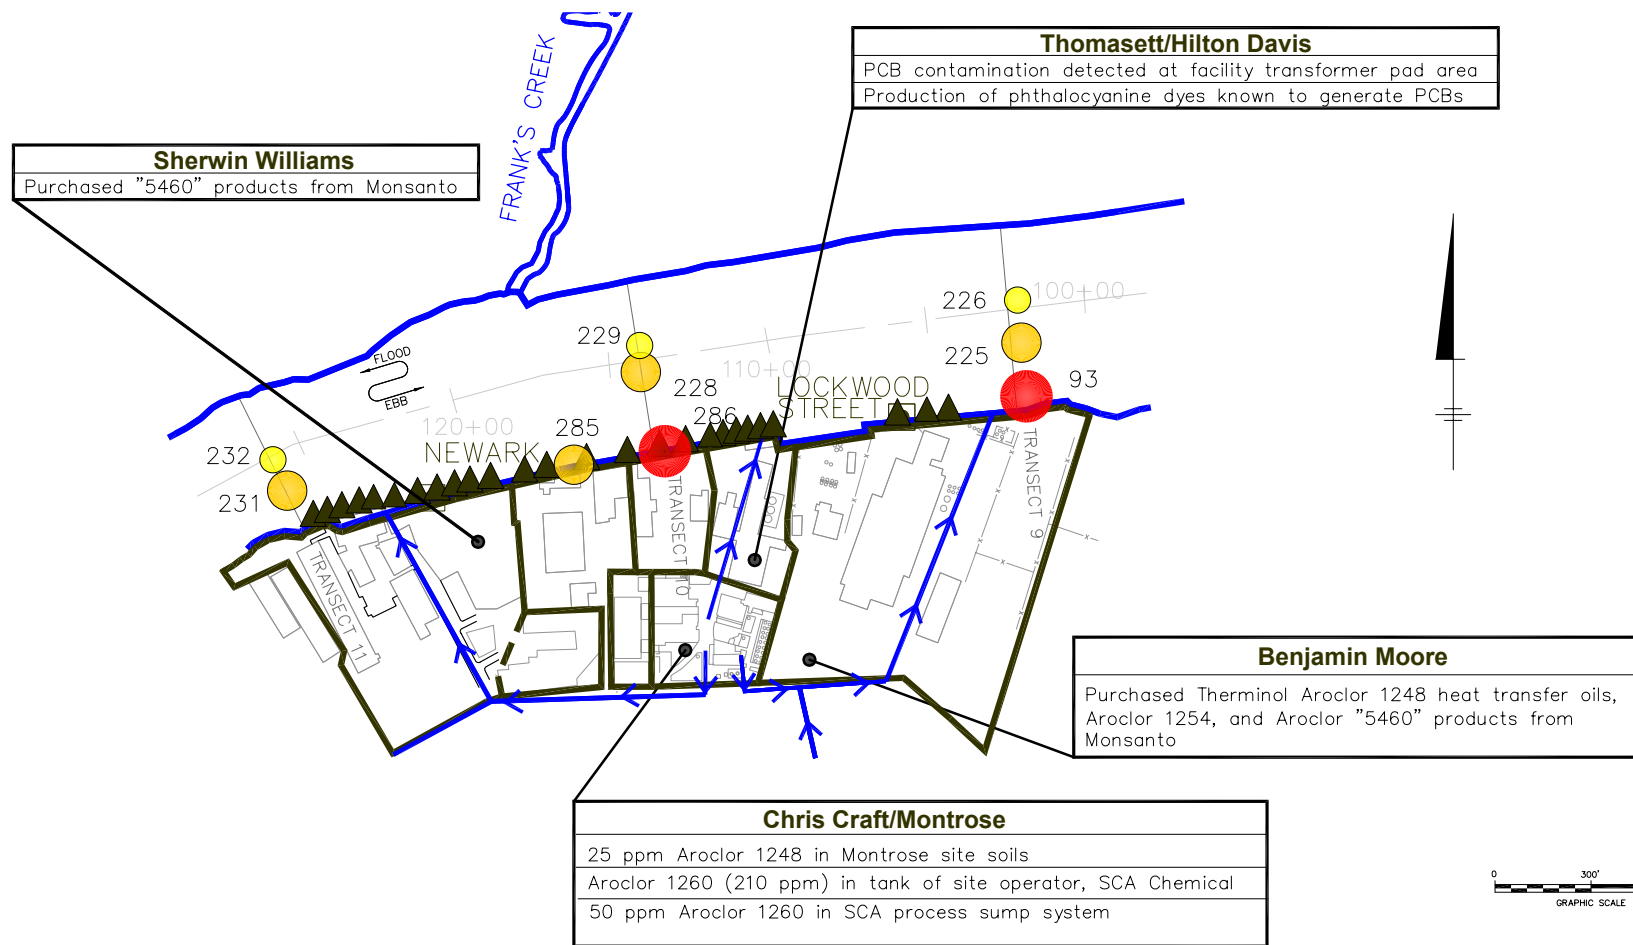 Thomasett/Hilton Davis
PCB contamination detected at facility transformer pad area
Production of phthalocyanine dyes known to generate PCBs
FRANK'S CREEK
Sherwin Williams
Purchased "5460" products from Monsanto
226
100+00
229
225
FLOOD
EBB
110+00
93
228
LOCKWOOD
STREET
286
120+00
285
NEWARK
232
231
TRANSECT 9
TRANSECT 10
TRANSECT 11
Benjamin Moore
Purchased Therminol Aroclor 1248 heat transfer oils,
Aroclor 1254, and Aroclor "5460" products from
Monsanto
Chris Craft/Montrose
25 ppm Aroclor 1248 in Montrose site soils
Aroclor 1260 (210 ppm) in tank of site operator, SCA Chemical
50 ppm Aroclor 1260 in SCA process sump system
0 300'
GRAPHIC SCALE